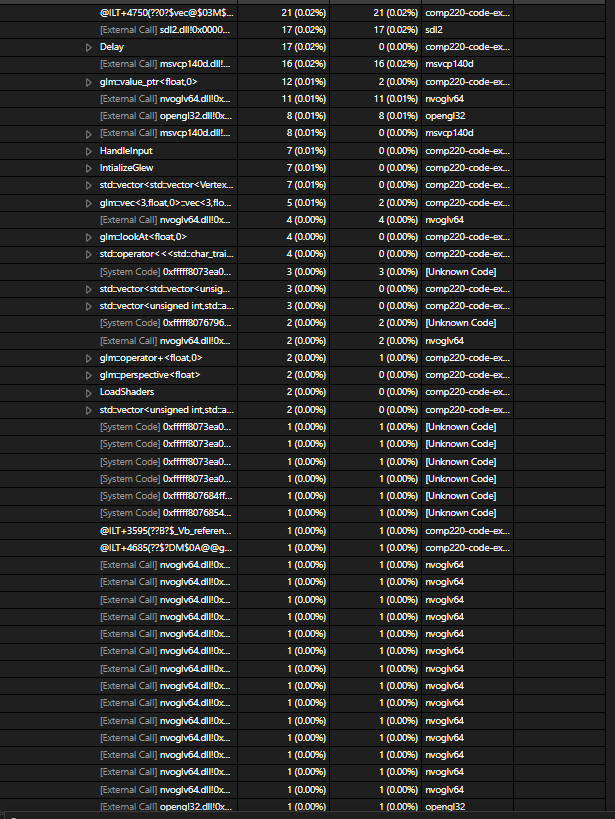 @ILT+4750(??0?$vec@$03M$... 21 (0.02%) 21 (0.02%) comp220-code-ex...
[External Call] sdl2.dll!0x0000... 17 (0.02%) 17 (0.02%) sdl2
Delay 17 (0.02%) 0 (0.00%) comp220-code-ex...
[External Call] msvcp140d.dll!... 16 (0.02%) 16 (0.02%) msvcp140d
glm::value_ptr<float,0> 12 (0.01%) 2 (0.00%) comp220-code-ex...
[External Call] nvoglv64.dll!0x... 11 (0.01%) 11 (0.01%) nvoglv64
[External Call] opengl32.dll!... 8 (0.01%) 8 (0.01%) opengl32
[External Call] msvcp140d.dll!... 8 (0.01%) 0 (0.00%) msvcp140d
HandleInput 7 (0.01%) 0 (0.00%) comp220-code-ex...
IntializeGlew 7 (0.01%) 0 (0.00%) comp220-code-ex...
std::vector<std::vector<Vertex... 7 (0.01%) 0 (0.00%) comp220-code-ex...
glm::vec<3,float,0>::vec<3,flo... 5 (0.01%) 2 (0.00%) comp220-code-ex...
[External Call] nvoglv64.dll!0x... 4 (0.00%) 4 (0.00%) nvoglv64
glm::lookAt<float,0> 4 (0.00%) 0 (0.00%) comp220-code-ex...
std::operator<<<std::char_trai... 4 (0.00%) 0 (0.00%) comp220-code-ex...
[System Code] 0xfffff8073ea0... 3 (0.00%) 3 (0.00%) [Unknown Code]
std::vector<std::vector<unsig... 3 (0.00%) 0 (0.00%) comp220-code-ex...
std::vector<unsigned int,std::a... 3 (0.00%) 0 (0.00%) comp220-code-ex...
[System Code] 0xfffff8076796... 2 (0.00%) 2 (0.00%) [Unknown Code]
[External Call] nvoglv64.dll!0x... 2 (0.00%) 2 (0.00%) nvoglv64
glm::operator+<float,0> 2 (0.00%) 1 (0.00%) comp220-code-ex...
glm::perspective<float> 2 (0.00%) 0 (0.00%) comp220-code-ex...
LoadShaders 2 (0.00%) 0 (0.00%) comp220-code-ex...
std::vector<unsigned int,std::a... 2 (0.00%) 0 (0.00%) comp220-code-ex...
[System Code] 0xfffff8073ea0... 1 (0.00%) 1 (0.00%) [Unknown Code]
[System Code] 0xfffff8073ea0... 1 (0.00%) 1 (0.00%) [Unknown Code]
[System Code] 0xfffff8073ea0... 1 (0.00%) 1 (0.00%) [Unknown Code]
[System Code] 0xfffff8073ea0... 1 (0.00%) 1 (0.00%) [Unknown Code]
[System Code] 0xfffff807684ff... 1 (0.00%) 1 (0.00%) [Unknown Code]
[System Code] 0xfffff8076854... 1 (0.00%) 1 (0.00%) [Unknown Code]
@ILT+3595(??B?$_Vb_referen... 1 (0.00%) 1 (0.00%) comp220-code-ex...
@ILT+4685(??$?DM$0A@@g... 1 (0.00%) 1 (0.00%) comp220-code-ex...
[External Call] nvoglv64.dll!0x... 1 (0.00%) 1 (0.00%) nvoglv64
[External Call] nvoglv64.dll!0x... 1 (0.00%) 1 (0.00%) nvoglv64
[External Call] nvoglv64.dll!0x... 1 (0.00%) 1 (0.00%) nvoglv64
[External Call] nvoglv64.dll!0x... 1 (0.00%) 1 (0.00%) nvoglv64
[External Call] nvoglv64.dll!0x... 1 (0.00%) 1 (0.00%) nvoglv64
[External Call] nvoglv64.dll!0x... 1 (0.00%) 1 (0.00%) nvoglv64
[External Call] nvoglv64.dll!0x... 1 (0.00%) 1 (0.00%) nvoglv64
[External Call] nvoglv64.dll!0x... 1 (0.00%) 1 (0.00%) nvoglv64
[External Call] nvoglv64.dll!0x... 1 (0.00%) 1 (0.00%) nvoglv64
[External Call] nvoglv64.dll!0x... 1 (0.00%) 1 (0.00%) nvoglv64
[External Call] nvoglv64.dll!0x... 1 (0.00%) 1 (0.00%) nvoglv64
[External Call] nvoglv64.dll!0x... 1 (0.00%) 1 (0.00%) nvoglv64
[External Call] nvoglv64.dll!0x... 1 (0.00%) 1 (0.00%) nvoglv64
[External Call] nvoglv64.dll!0x... 1 (0.00%) 1 (0.00%) nvoglv64
[External Call] opengl32.dll!0x... 1 (0.00%) 1 (0.00%) opengl32